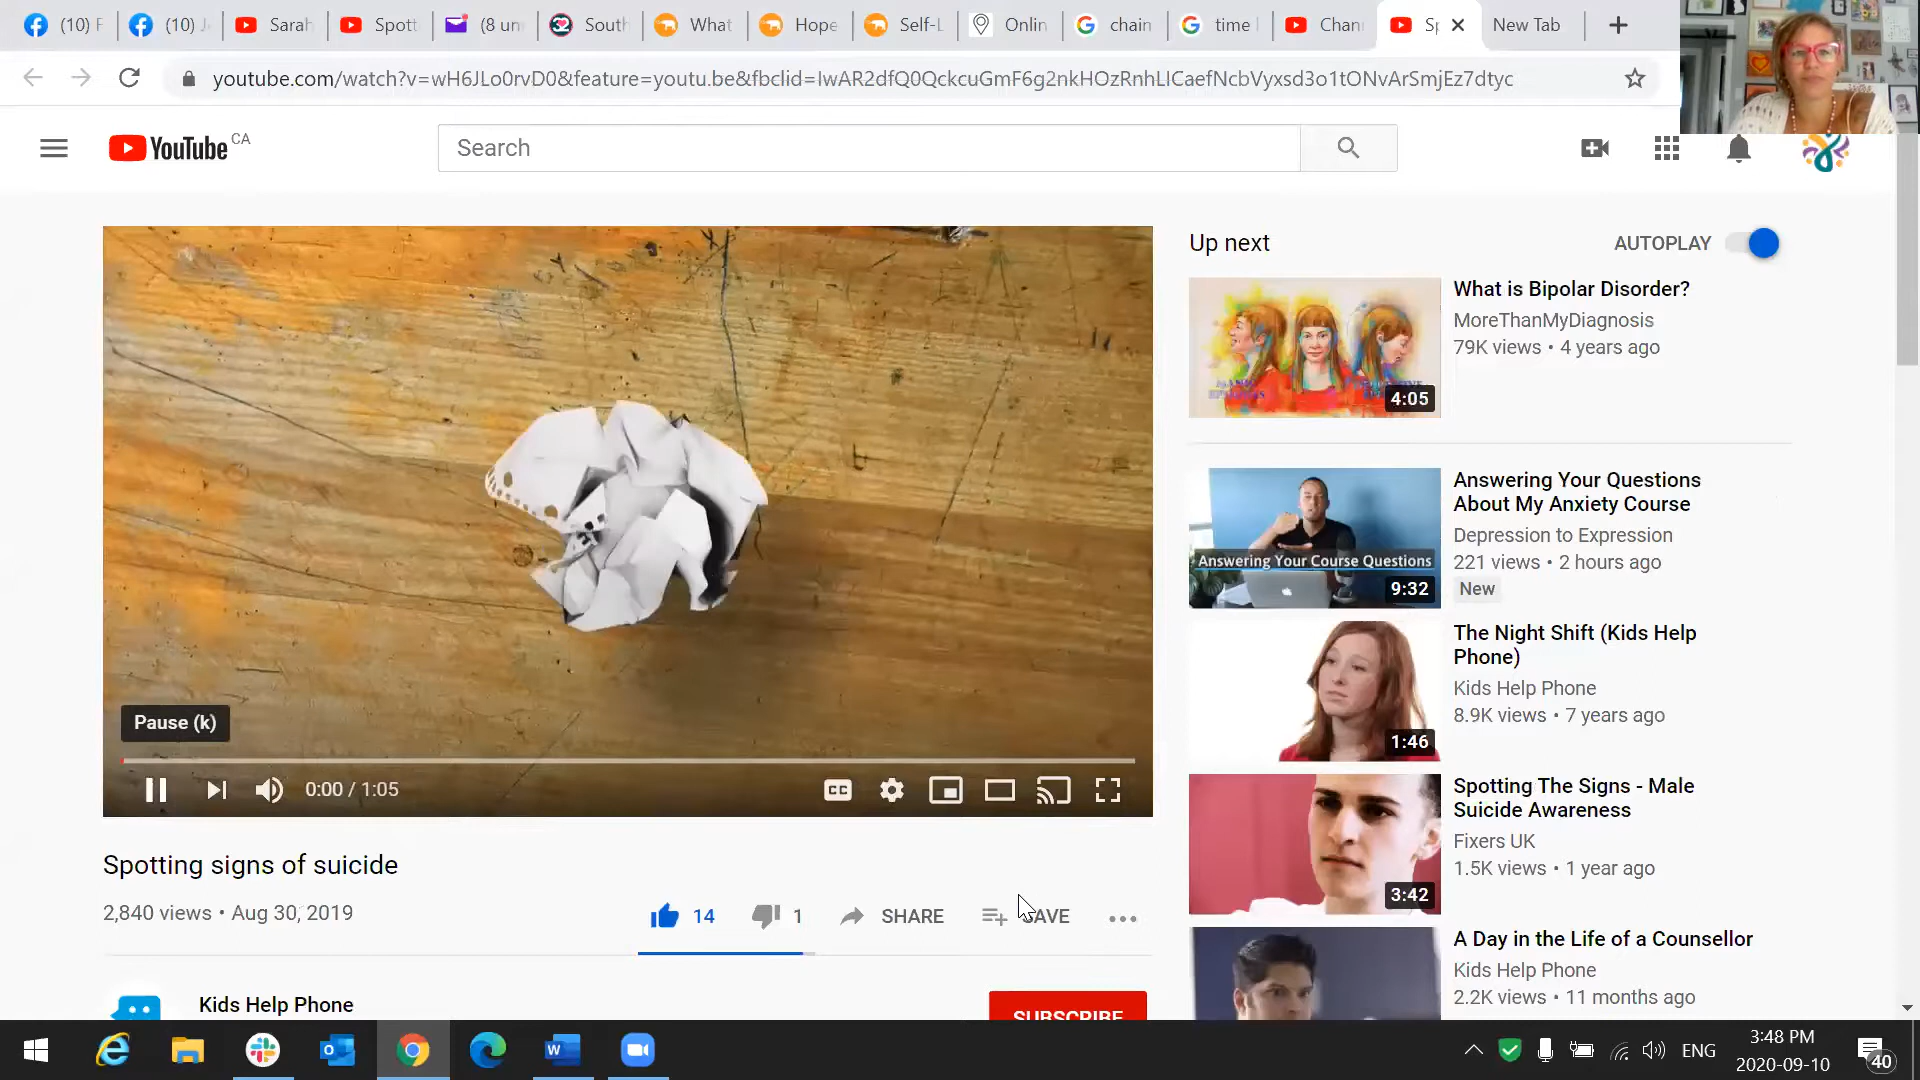 (10) F
(10) J
Sarah
Spott
(8 un
South
What
Hope
Self-L
Onlin
chain
time l
Chan
Sp
New Tab
youtube.com/watch?v=wH6JLo0rvD0&feature=youtu.be&fbclid=IwAR2dfQ0QckcuGmF6g2nkHOzRnhLICaefNcbVyxsd3o1tONvArSmjEz7dtyc
YouTube CA
Search
Up next
AUTOPLAY
What is Bipolar Disorder?
MoreThanMyDiagnosis
79K views • 4 years ago
4:05
Answering Your Questions
About My Anxiety Course
Depression to Expression
221 views • 2 hours ago
New
Answering Your Course Questions
9:32
The Night Shift (Kids Help
Phone)
Kids Help Phone
8.9K views • 7 years ago
1:46
Spotting The Signs - Male
Suicide Awareness
Fixers UK
1.5K views • 1 year ago
3:42
A Day in the Life of a Counsellor
Kids Help Phone
2.2K views • 11 months ago
Pause (k)
0:00 / 1:05
CC
Spotting signs of suicide
2,840 views • Aug 30, 2019
14
1
SHARE
SAVE
Kids Help Phone
SUBSCRIBE
ENG
3:48 PM
2020-09-10
40